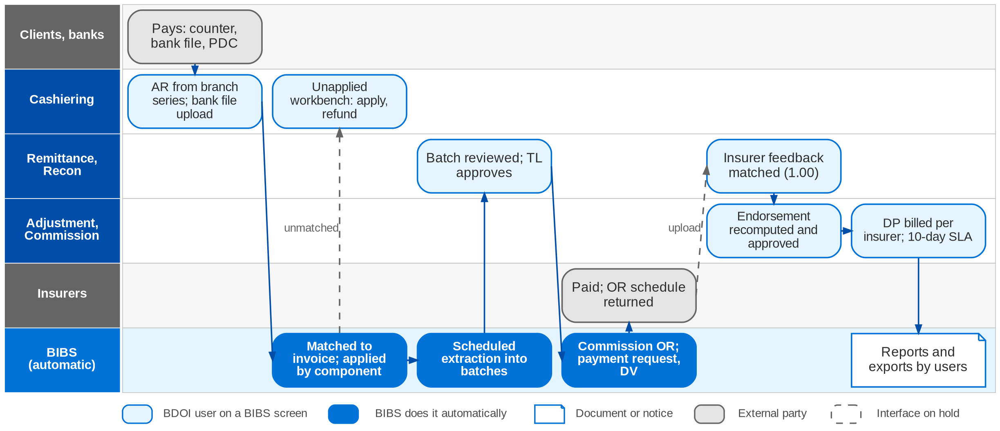 Clients, banks
Pays: counter,
bank file, PDC
Cashiering
AR from branch
series; bank file
upload
Unapplied
workbench: apply,
refund
Remittance,
Recon
Batch reviewed; TL
approves
Insurer feedback
matched (1.00)
Adjustment,
Commission
unmatched
upload
Endorsement
recomputed and
approved
DP billed per
insurer; 10-day SLA
Insurers
Paid; OR schedule
returned
BIBS
(automatic)
Matched to
invoice; applied
by component
Scheduled
extraction into
batches
Commission OR;
payment request,
DV
Reports and
exports by users
BDOI user on a BIBS screen
BIBS does it automatically
Document or notice
External party
Interface on hold